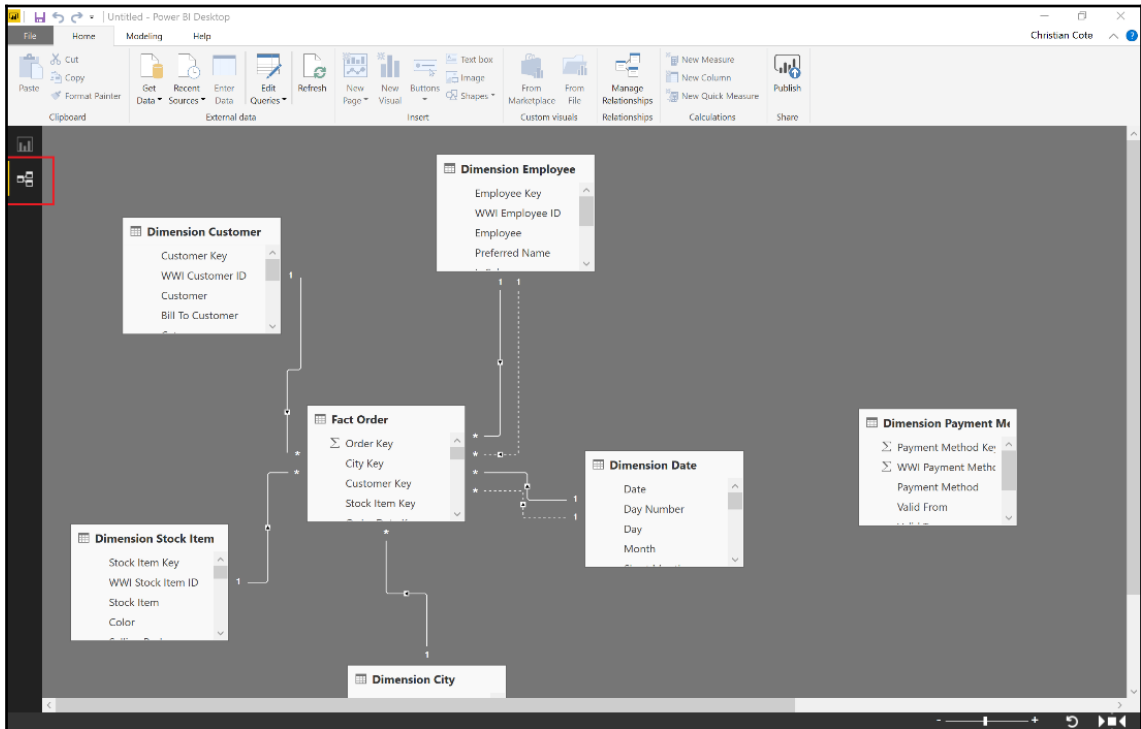 Untitled - Power BI Desktop
File Home Modeling Help Christian Cote
Paste
Cut
Copy
Format Painter
Clipboard
Get Data
Recent Sources
Enter Data
Edit Queries
External data
Refresh
New Page
New Visual
Buttons
Text box
Image
Shapes
Insert
From Marketplace
From File
Custom visuals
Manage Relationships
Relationships
New Measure
New Column
New Quick Measure
Calculations
Publish
Share
Dimension Employee
Employee Key
WWI Employee ID
Employee
Preferred Name
1 1
Dimension Customer
Customer Key
WWI Customer ID
Customer
Bill To Customer
1
Fact Order
Σ Order Key
City Key
Customer Key
Stock Item Key
* * * * * * *
Dimension Date
Date
Day Number
Day
Month
1
1
Dimension Payment
Σ Payment Method
Σ WWI Payment
Payment Method
Valid From
Dimension Stock Item
Stock Item Key
WWI Stock Item ID
Stock Item
Color
1
1
Dimension City
- +